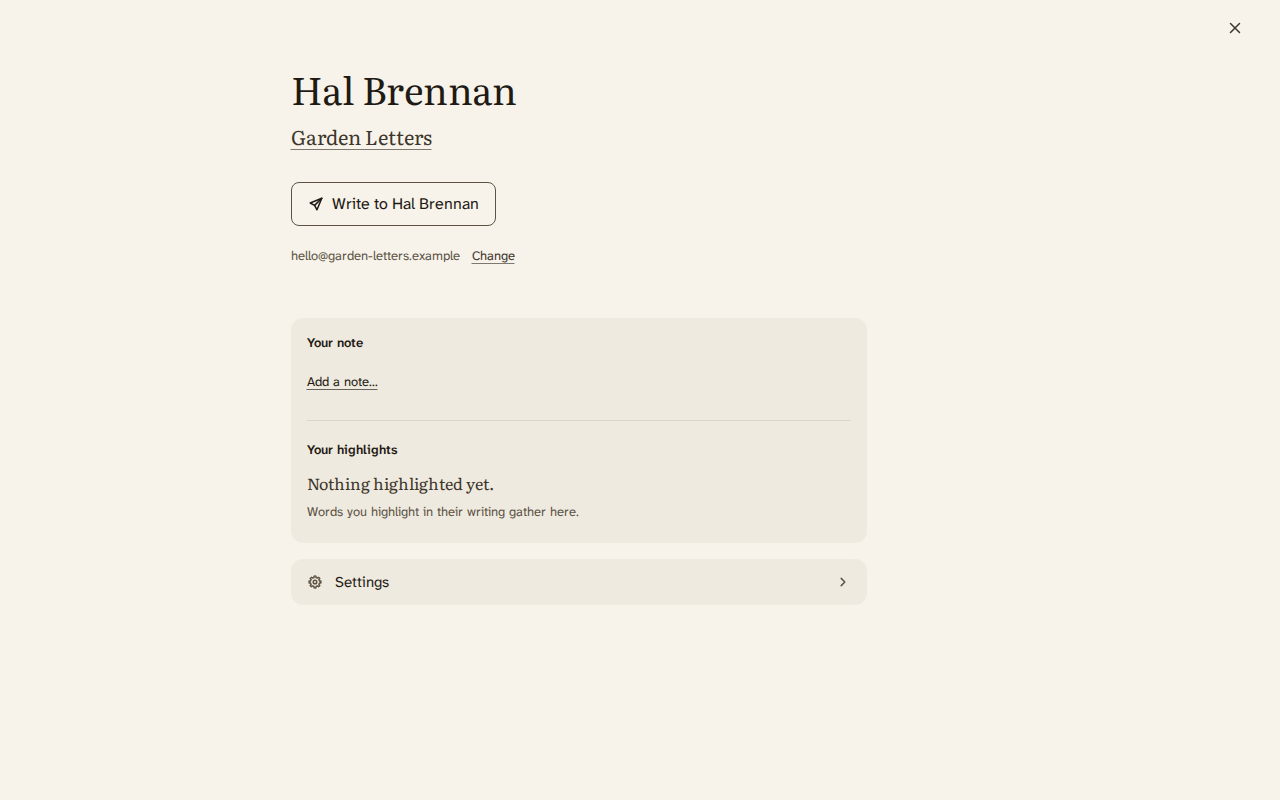 Hal Brennan
Garden Letters
Write to Hal Brennan
hello@garden-letters.example Change
Your note
Add a note...
Your highlights
Nothing highlighted yet.
Words you highlight in their writing gather here.
Settings